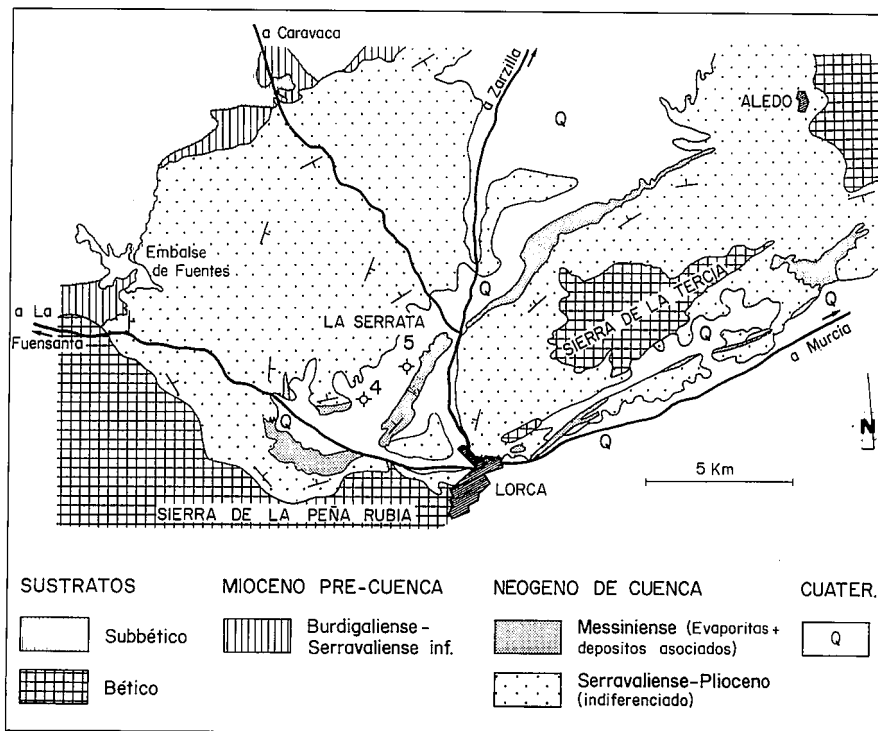 a Caravaca
a Zarzilla
Q
ALEDO
Embalse
de Fuentes
a La
Fuensanta
LA SERRATA
Q
5
4
SIERRA DE LA TERCIA
Q
Q
a Murcia
Q
Q
N
5 Km
LORCA
SIERRA DE LA PEÑA RUBIA
SUSTRATOS
Subbético
Bético
MIOCENO PRE-CUENCA
Burdigaliense-
Serravaliense inf.
NEOGENO DE CUENCA
Messiniense (Evaporitas+
depositos asociados)
Serravaliense-Plioceno
(indiferenciado)
CUATER.
Q